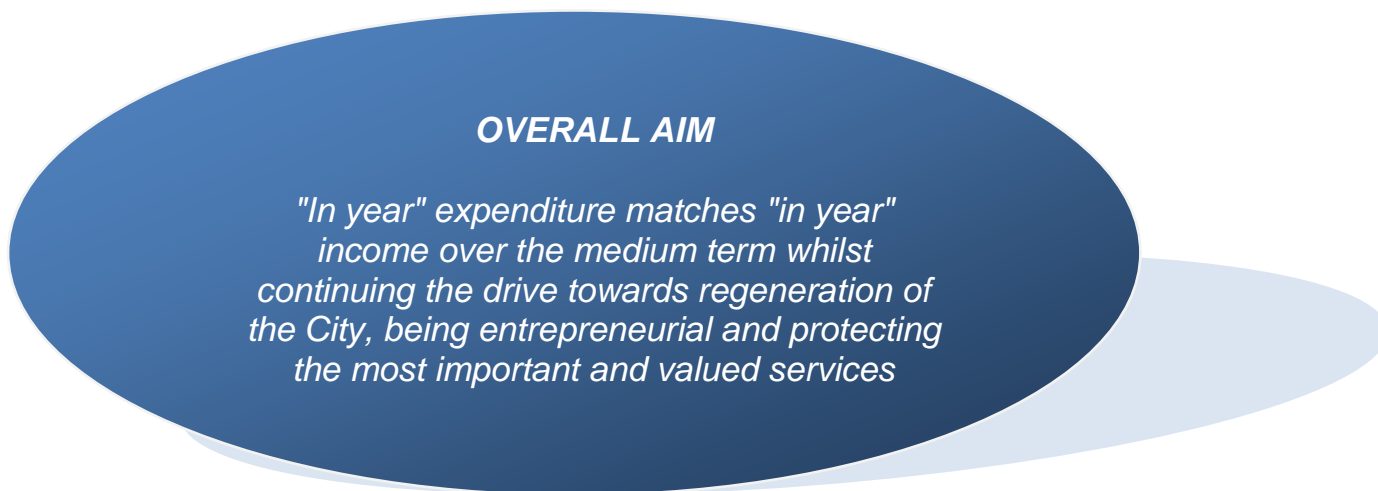 OVERALL AIM
"In year" expenditure matches "in year"
income over the medium term whilst
continuing the drive towards regeneration of
the City, being entrepreneurial and protecting
the most important and valued services